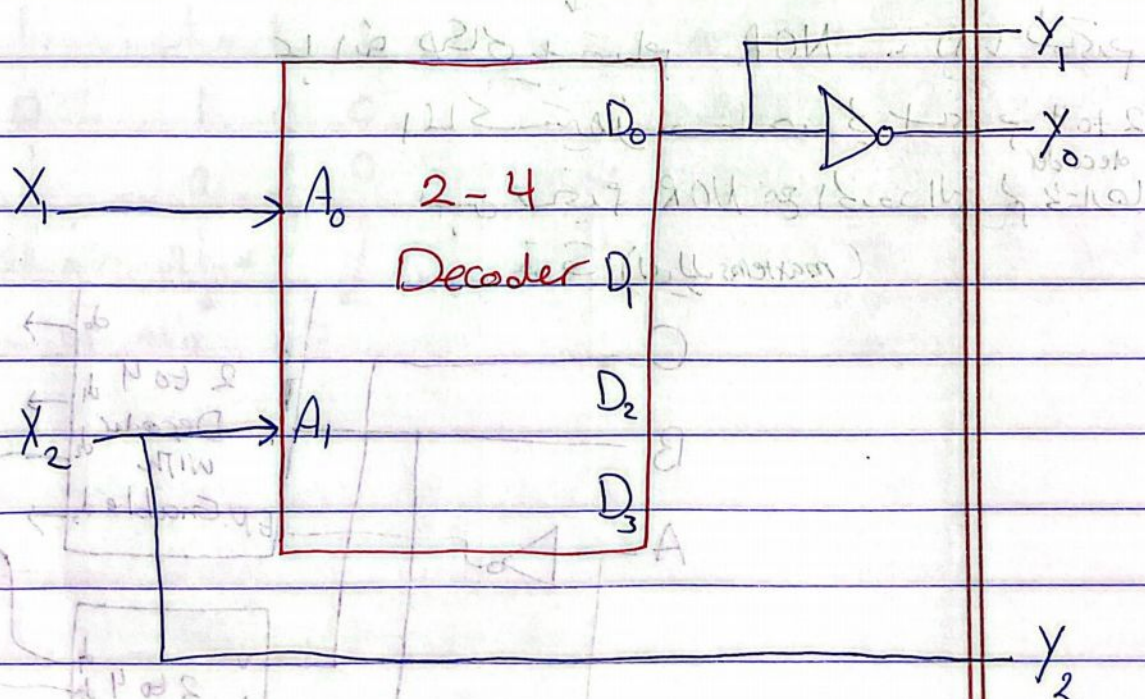 Y₁
D₀
Y₀
X₁ A₀ 2-4
Decoder D₁
D₂
X₂ A₁
D₃
Y₂